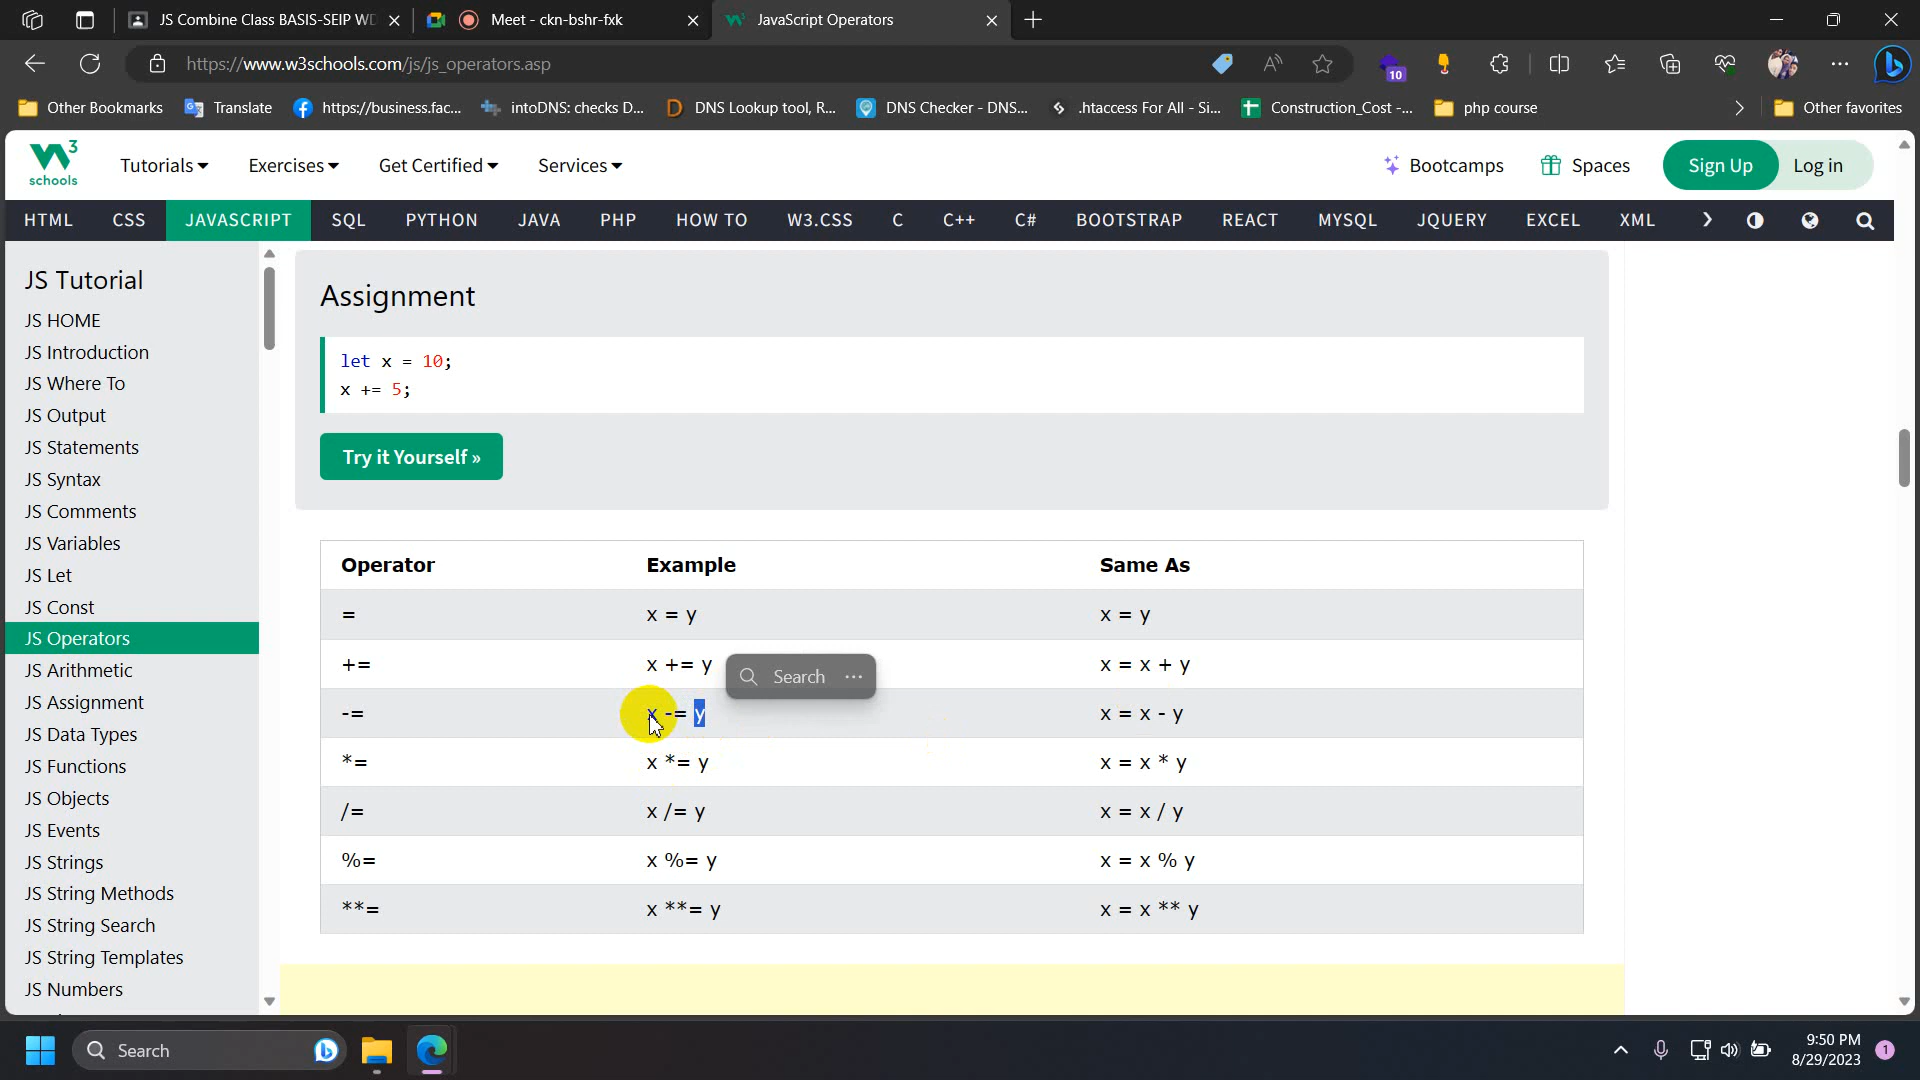 JS Combine Class BASIS-SEIP WD
Meet - ckn-bshr-fxk
JavaScript Operators
https://www.w3schools.com/js/js_operators.asp
10
Other Bookmarks
Translate
https://business.fac...
intoDNS: checks D...
DNS Lookup tool, R...
DNS Checker - DNS...
.htaccess For All - Si...
Construction_Cost -...
php course
Other favorites
3
schools
Tutorials
Exercises
Get Certified
Services
Bootcamps
Spaces
Sign Up
Log in
HTML
CSS
JAVASCRIPT
SQL
PYTHON
JAVA
PHP
HOW TO
W3.CSS
C
C++
C#
BOOTSTRAP
REACT
MYSQL
JQUERY
EXCEL
XML
JS Tutorial
JS HOME
JS Introduction
JS Where To
JS Output
JS Statements
JS Syntax
JS Comments
JS Variables
JS Let
JS Const
JS Operators
JS Arithmetic
JS Assignment
JS Data Types
JS Functions
JS Objects
JS Events
JS Strings
JS String Methods
JS String Search
JS String Templates
JS Numbers
Assignment
let x = 10;
x += 5;
Try it Yourself »
Operator Example Same As
= x = y x = y
+= x += y x = x + y
Search ...
-= x -= y x = x - y
*= x *= y x = x * y
/= x /= y x = x / y
%= x %= y x = x % y
**= x **= y x = x ** y
Search
9:50 PM
8/29/2023
1